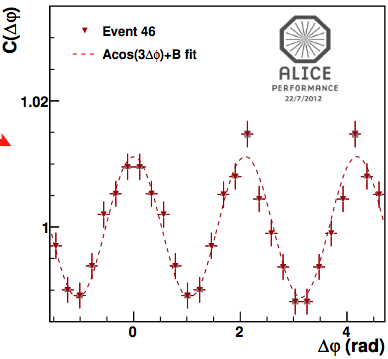 C(Δφ)
Event 46
Acos(3Δφ)+B fit
ALICE
PERFORMANCE
22/7/2012
1.02
1
0 2 4
Δφ (rad)